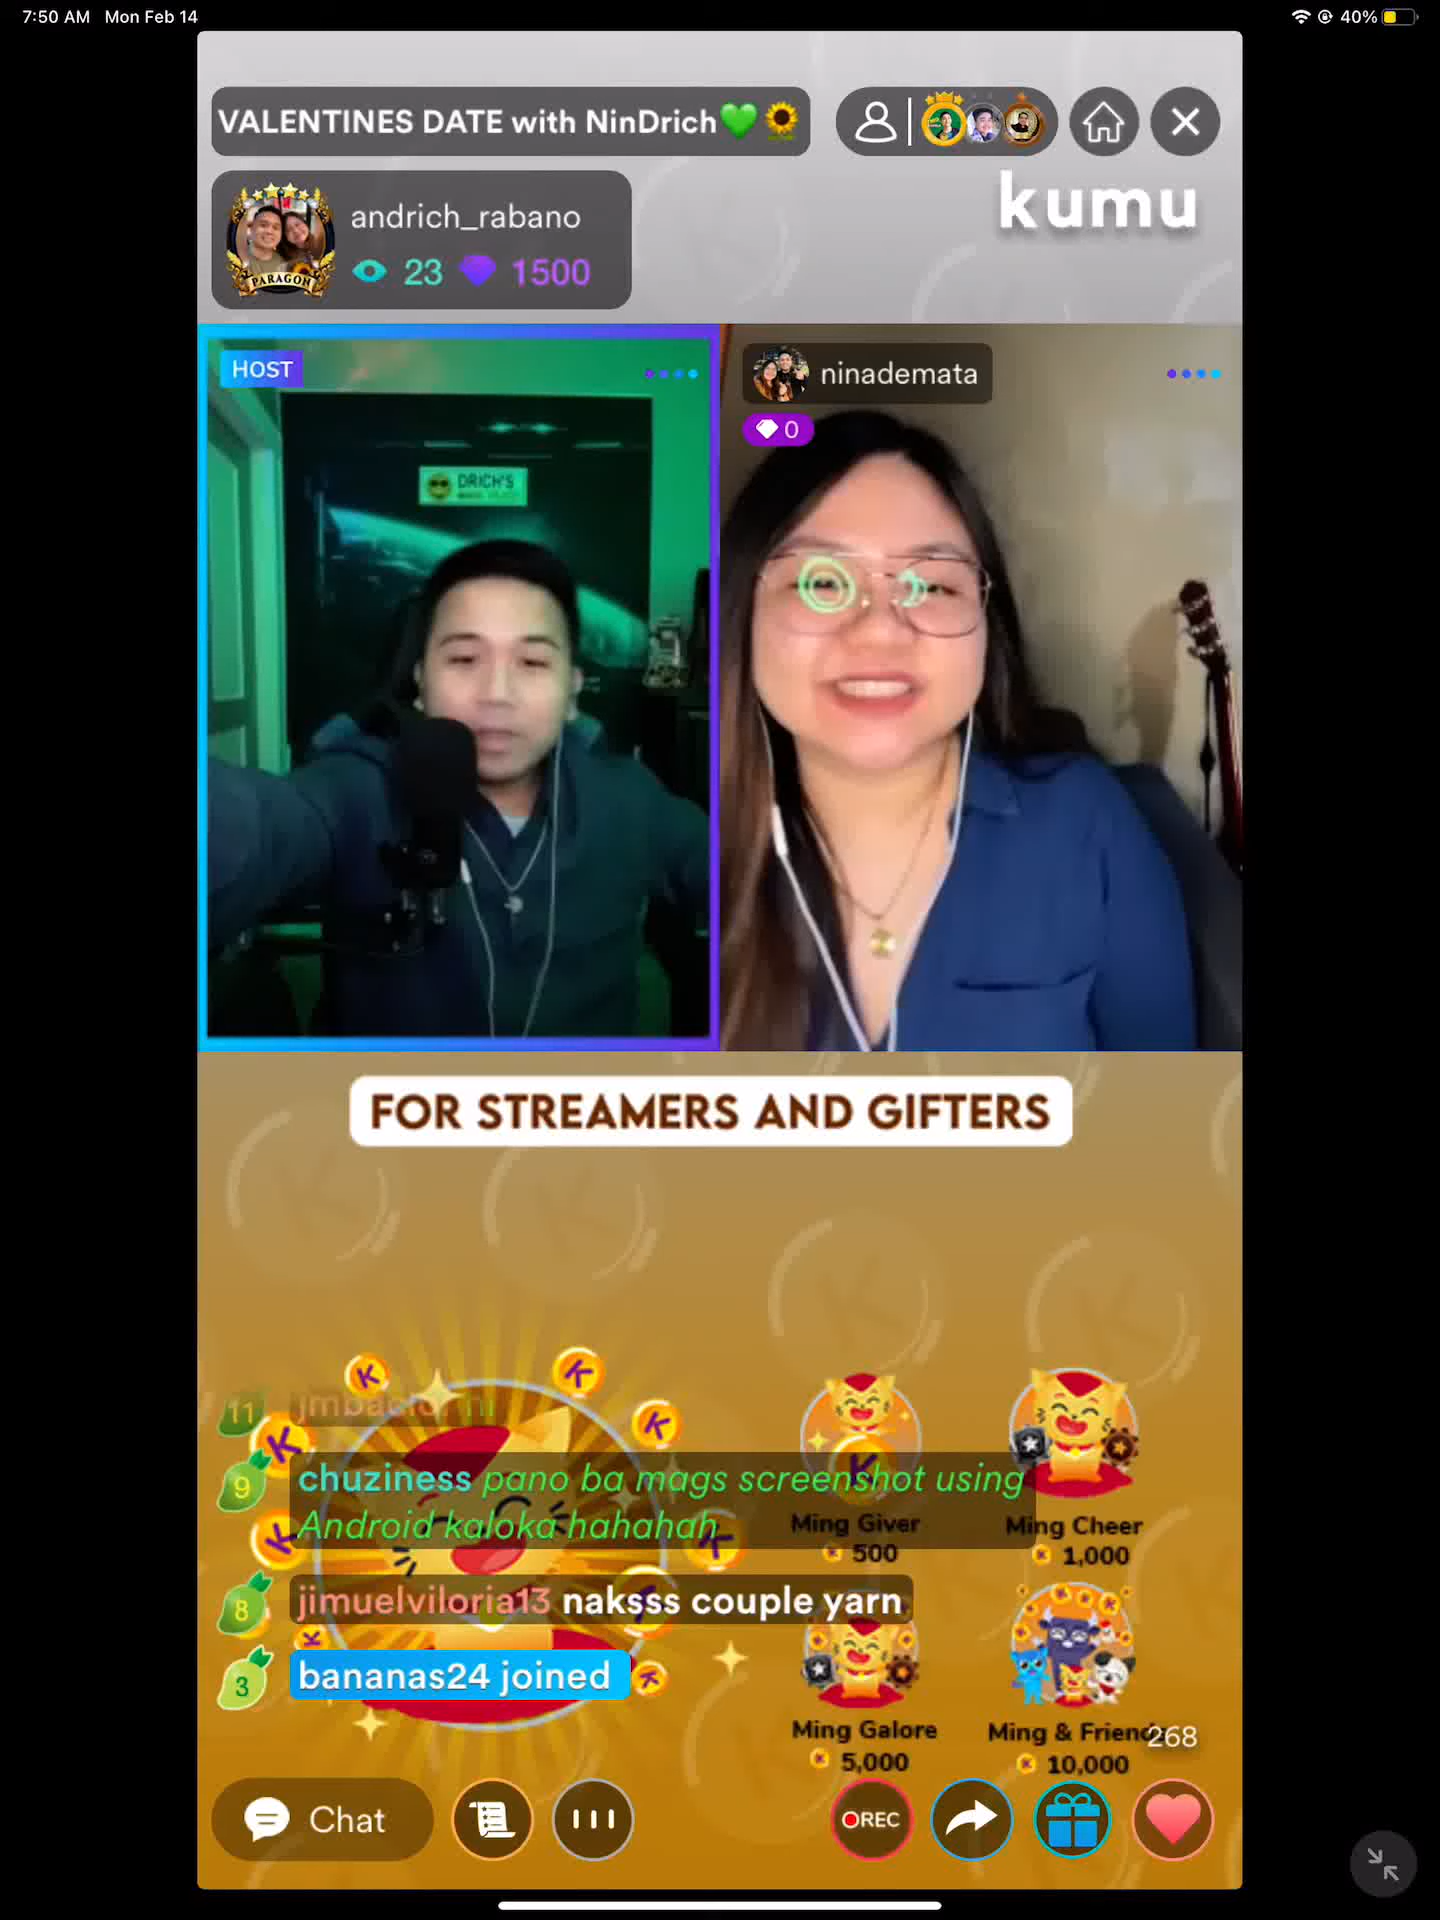 7:50 AM Mon Feb 14
40%
VALENTINES DATE with NinDrich💚🌻
kumu
andrich_rabano
23 1500
PARAGON
HOST
ninademata
0
DRICH'S
FOR STREAMERS AND GIFTERS
11
9 chuziness pano ba mags screenshot using
Android kaloka hahahah
Ming Giver
500
Ming Cheer
1,000
8 jimuelviloria13 naksss couple yarn
3 bananas24 joined
Ming Galore
5,000
Ming & Friends
10,000
268
Chat
REC